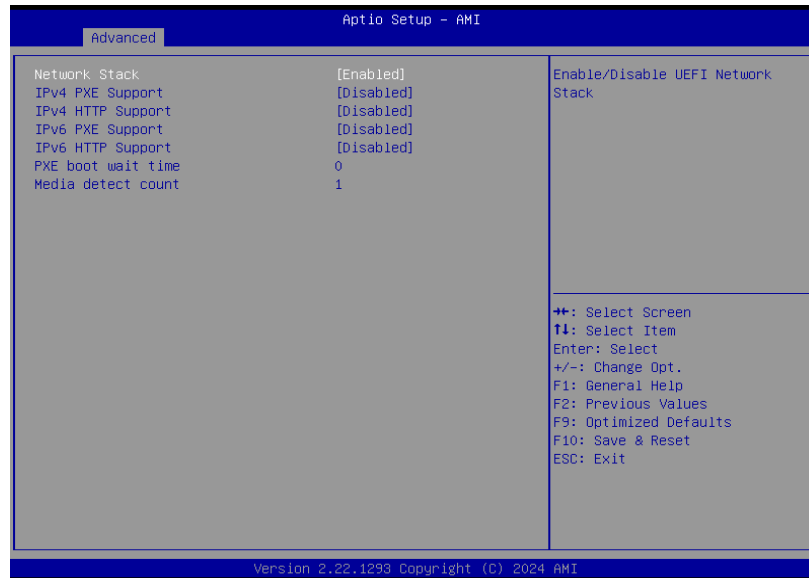 Aptio Setup – AMI
Advanced
Network Stack [Enabled]
IPv4 PXE Support [Disabled]
IPv4 HTTP Support [Disabled]
IPv6 PXE Support [Disabled]
IPv6 HTTP Support [Disabled]
PXE boot wait time 0
Media detect count 1
Enable/Disable UEFI Network
Stack
→←: Select Screen
↑↓: Select Item
Enter: Select
+/-: Change Opt.
F1: General Help
F2: Previous Values
F9: Optimized Defaults
F10: Save & Reset
ESC: Exit
Version 2.22.1293 Copyright (C) 2024 AMI